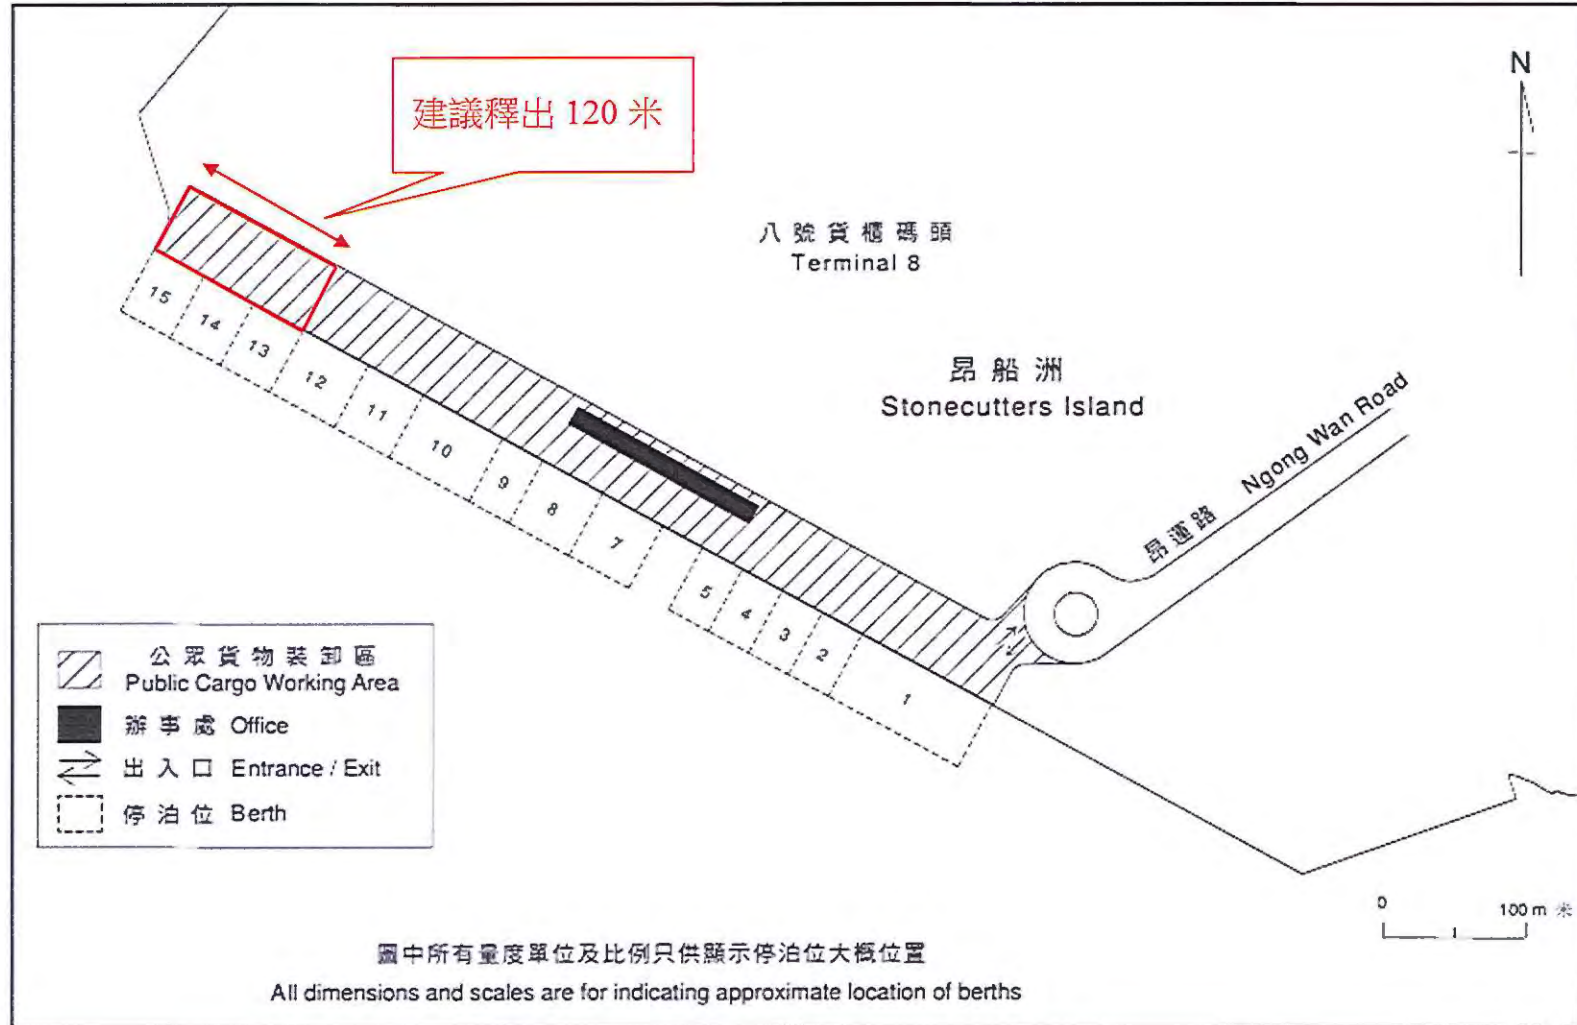 N
建議釋出 120 米
八號貨櫃碼頭
Terminal 8
昂船洲
Stonecutters Island
昂運路 Ngong Wan Road
15
14
13
12
11
10
9
8
7
5
4
3
2
1
公眾貨物裝卸區
Public Cargo Working Area
辦事處 Office
出入口 Entrance / Exit
停泊位 Berth
0 100 m 米
圖中所有量度單位及比例只供顯示停泊位大概位置
All dimensions and scales are for indicating approximate location of berths